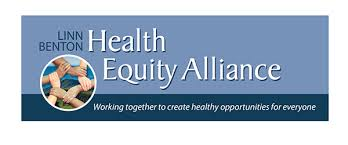 LINN
BENTON
Health
Equity Alliance
Working together to create healthy opportunities for everyone